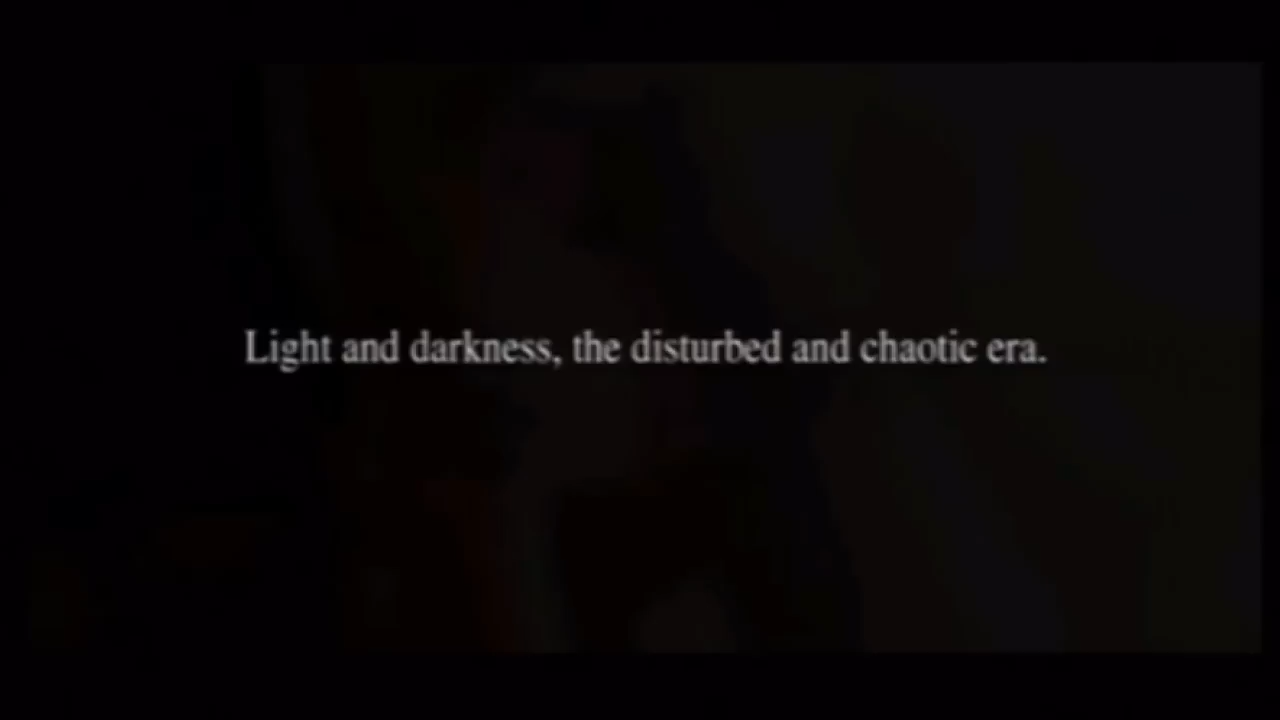 Light and darkness, the disturbed and chaotic era.